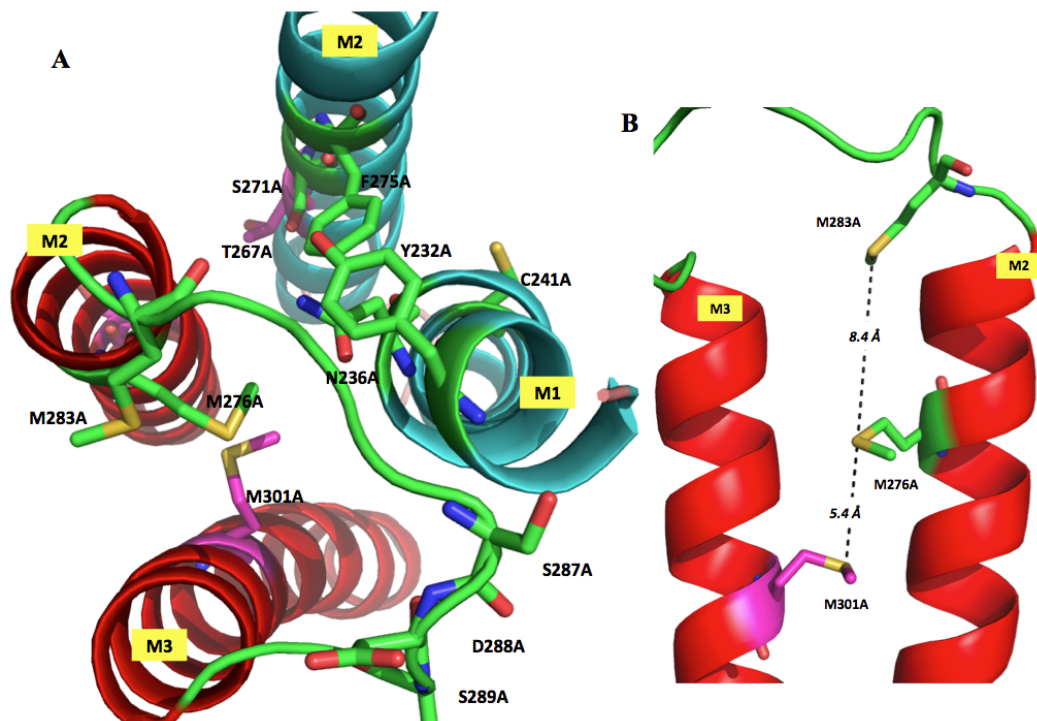 A
M2
S271A
F275A
T267A
Y232A
M2
C241A
N236A
M1
M283A
M276A
M301A
S287A
M3
D288A
S289A
B
M283A
M2
M3
8.4 Å
M276A
5.4 Å
M301A